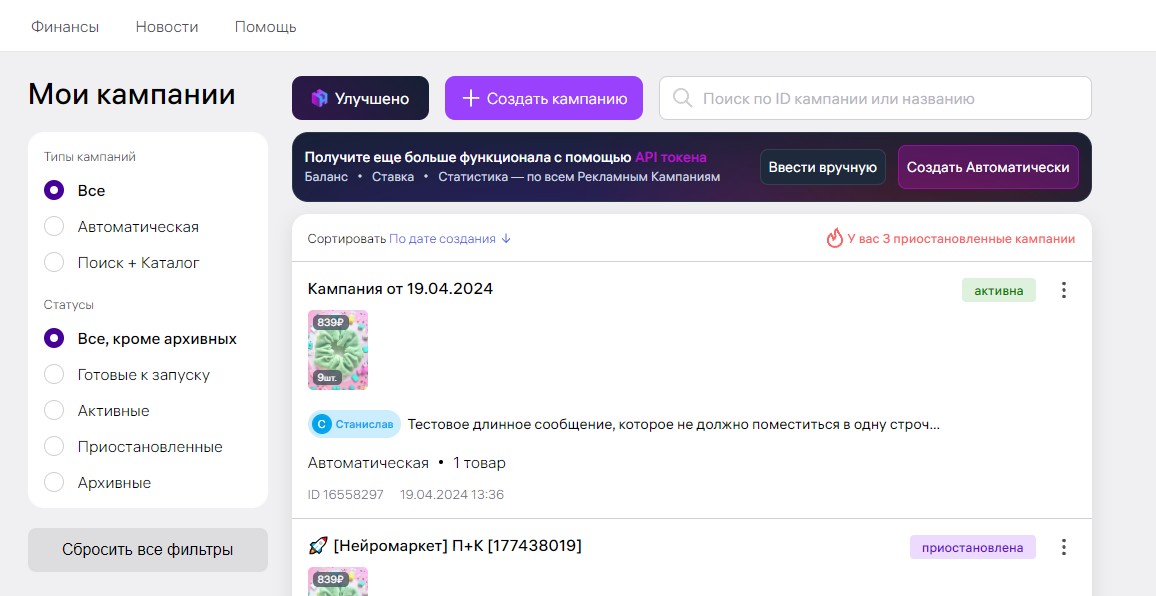 Финансы Новости Помощь
Мои кампании
Улучшено
Создать кампанию
Поиск по ID кампании или названию
Типы кампаний
Все
Автоматическая
Поиск + Каталог
Статусы
Все, кроме архивных
Готовые к запуску
Активные
Приостановленные
Архивные
Сбросить все фильтры
Получите еще больше функционала с помощью API токена
Баланс • Ставка • Статистика — по всем Рекламным Кампаниям
Ввести вручную
Создать Автоматически
Сортировать По дате создания ↓
У вас 3 приостановленные кампании
Кампания от 19.04.2024
активна
839₽
9шт.
С Станислав
Тестовое длинное сообщение, которое не должно поместиться в одну строч...
Автоматическая • 1 товар
ID 16558297 19.04.2024 13:36
🚀 [Нейромаркет] П+К [177438019]
приостановлена
839₽